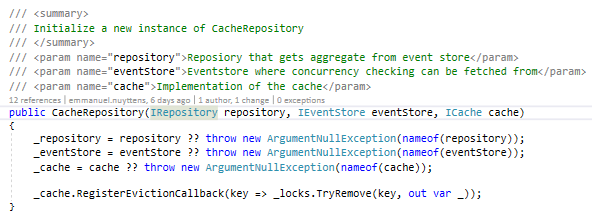 /// <summary>
/// Initialize a new instance of CacheRepository
/// </summary>
/// <param name="repository">Reposiory that gets aggregate from event store</param>
/// <param name="eventStore">Eventstore where concurrency checking can be fetched from</param>
/// <param name="cache">Implementation of the cache</param>
12 references | emmanuel.nuyttens, 6 days ago | 1 author, 1 change | 0 exceptions
public CacheRepository(IRepository repository, IEventStore eventStore, ICache cache)
{
_repository = repository ?? throw new ArgumentNullException(nameof(repository));
_eventStore = eventStore ?? throw new ArgumentNullException(nameof(eventStore));
_cache = cache ?? throw new ArgumentNullException(nameof(cache));
_cache.RegisterEvictionCallback(key => _locks.TryRemove(key, out var _));
}